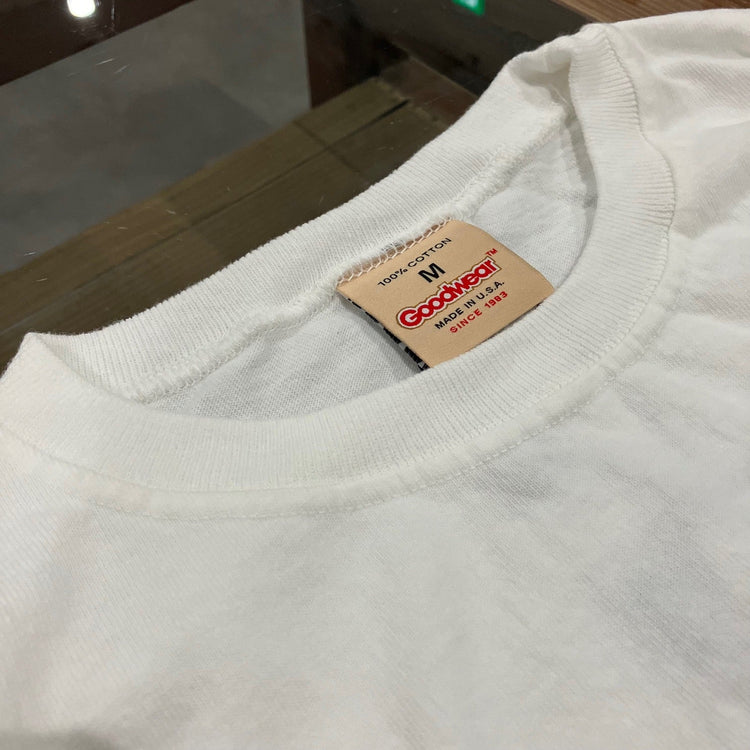 100% COTTON
M
Goodwear™
MADE IN U.S.A.
SINCE 1983